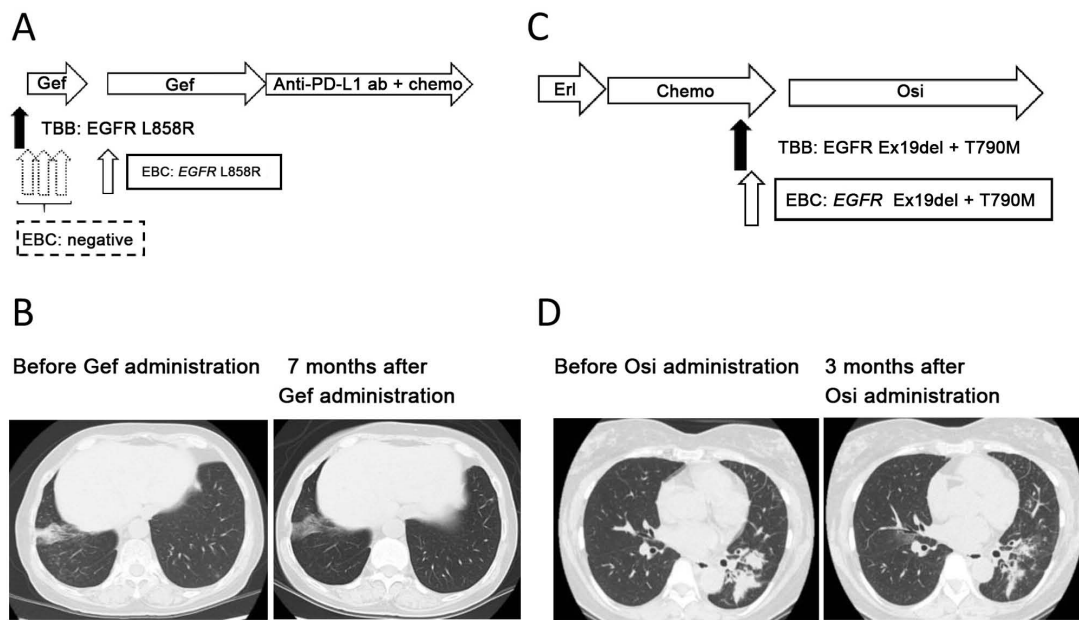 A
Gef
Gef
Anti-PD-L1 ab + chemo
TBB: EGFR L858R
EBC: EGFR L858R
EBC: negative
B
Before Gef administration
7 months after
Gef administration
C
Erl
Chemo
Osi
TBB: EGFR Ex19del + T790M
EBC: EGFR Ex19del + T790M
D
Before Osi administration
3 months after
Osi administration